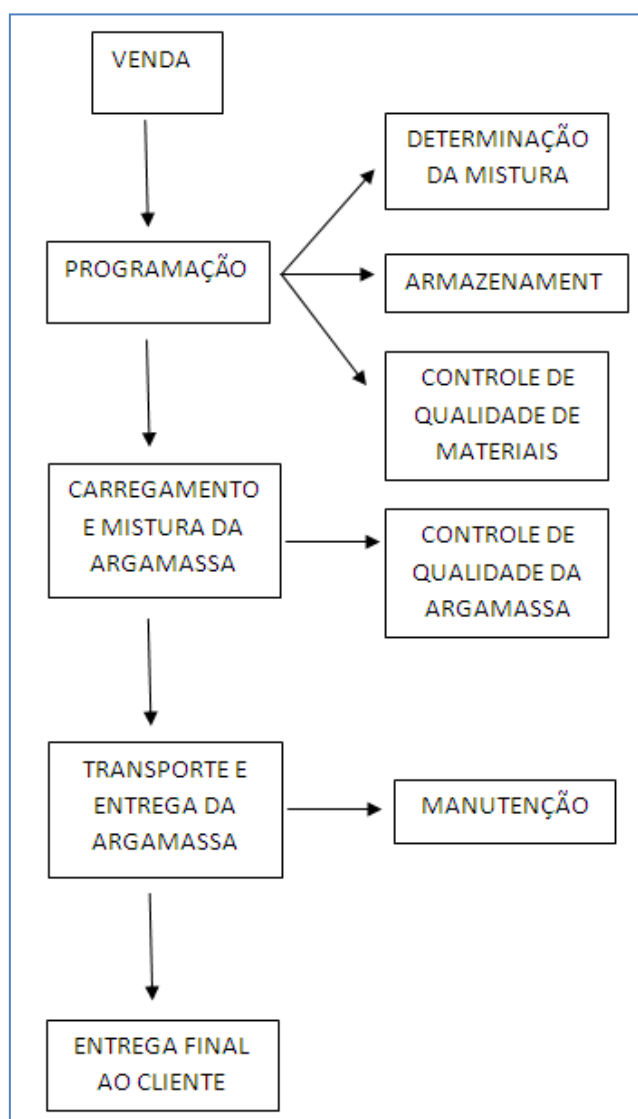 VENDA
DETERMINAÇÃO
DA MISTURA
PROGRAMAÇÃO
ARMAZENAMENT
CONTROLE DE
QUALIDADE DE
MATERIAIS
CARREGAMENTO
E MISTURA DA
ARGAMASSA
CONTROLE DE
QUALIDADE DA
ARGAMASSA
TRANSPORTE E
ENTREGA DA
ARGAMASSA
MANUTENÇÃO
ENTREGA FINAL
AO CLIENTE